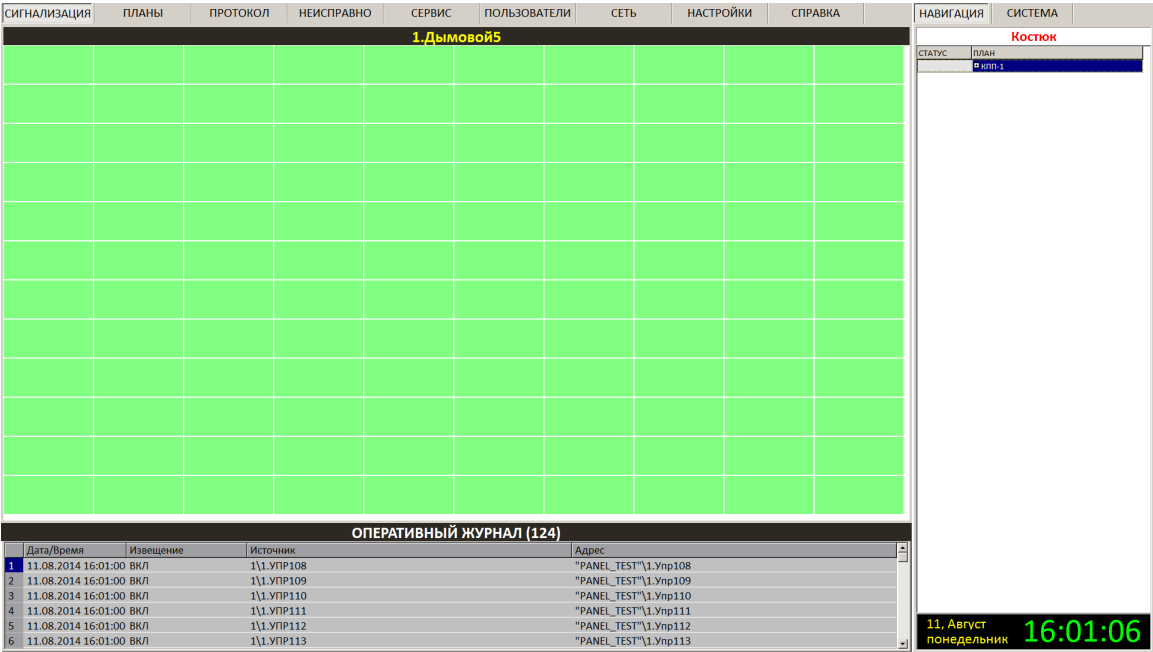 СИГНАЛИЗАЦИЯ ПЛАНЫ ПРОТОКОЛ НЕИСПРАВНО СЕРВИС ПОЛЬЗОВАТЕЛИ СЕТЬ НАСТРОЙКИ СПРАВКА НАВИГАЦИЯ СИСТЕМА
1.Дымовой5
Костюк
СТАТУС ПЛАН
КПП-1
ОПЕРАТИВНЫЙ ЖУРНАЛ (124)
Дата/Время Извещение Источник Адрес
1 11.08.2014 16:01:00 ВКЛ 1\1.УПР108 "PANEL_TEST"\1.Упр108
2 11.08.2014 16:01:00 ВКЛ 1\1.УПР109 "PANEL_TEST"\1.Упр109
3 11.08.2014 16:01:00 ВКЛ 1\1.УПР110 "PANEL_TEST"\1.Упр110
4 11.08.2014 16:01:00 ВКЛ 1\1.УПР111 "PANEL_TEST"\1.Упр111
5 11.08.2014 16:01:00 ВКЛ 1\1.УПР112 "PANEL_TEST"\1.Упр112
6 11.08.2014 16:01:00 ВКЛ 1\1.УПР113 "PANEL_TEST"\1.Упр113
11, Август
понедельник
16:01:06